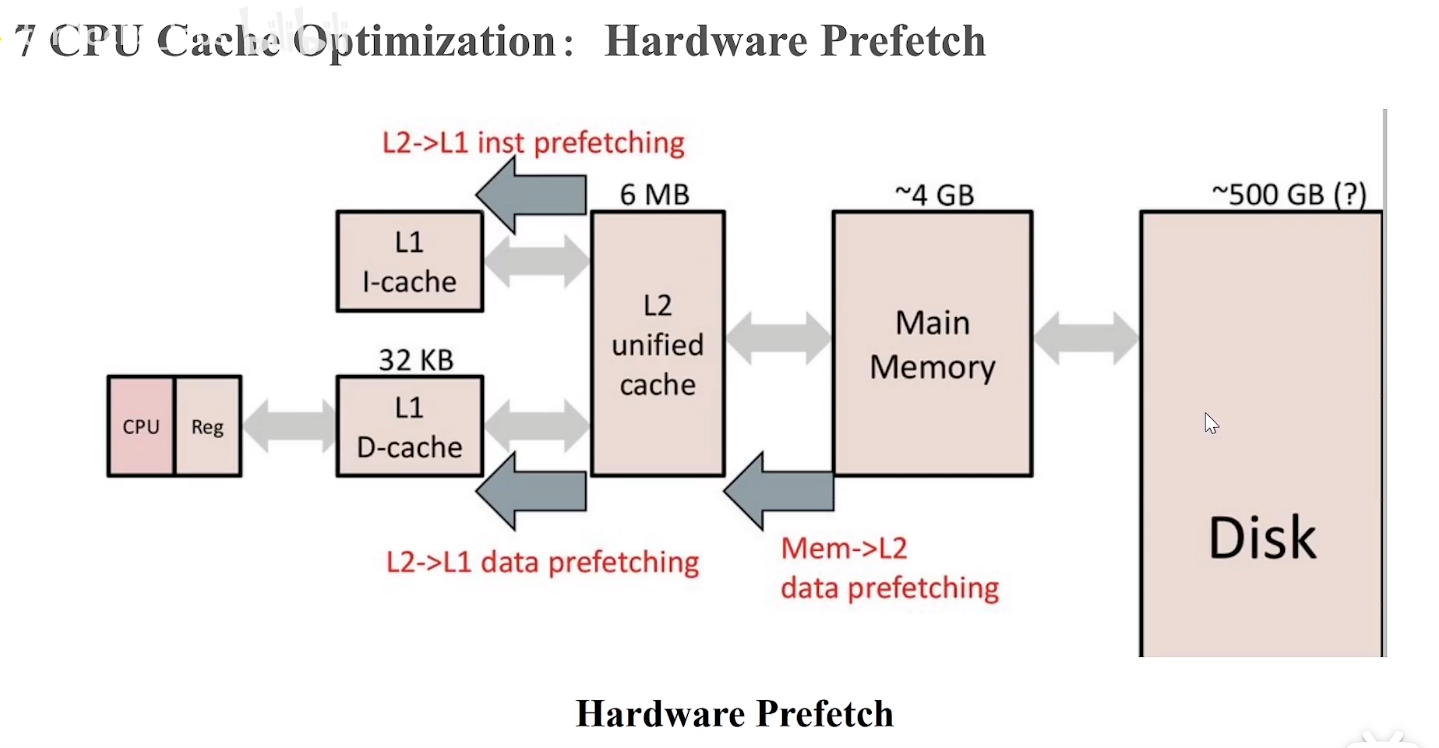 7 CPU Cache Optimization: Hardware Prefetch
L2->L1 inst prefetching
6 MB
~4 GB
~500 GB (?)
L1
I-cache
L2
unified
cache
Main
Memory
32 KB
CPU
Reg
L1
D-cache
Disk
L2->L1 data prefetching
Mem->L2
data prefetching
Hardware Prefetch